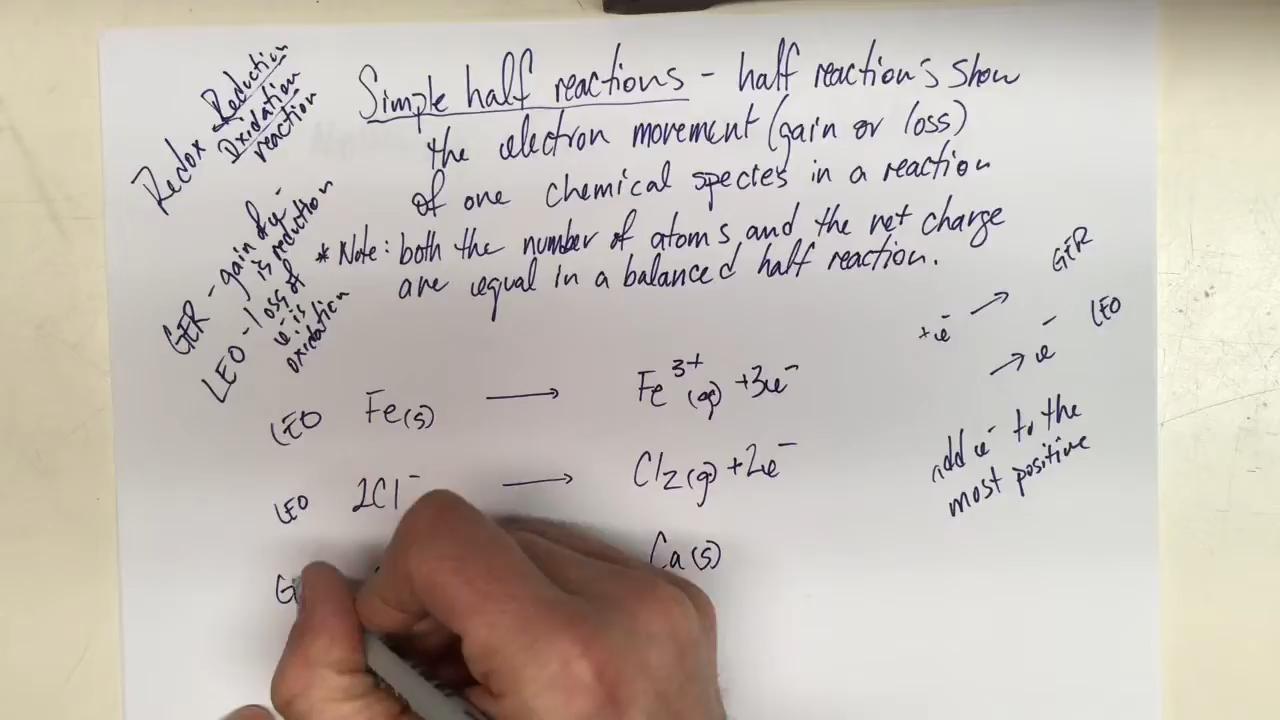 Redox Reduction
Oxidation
reaction
Simple half reactions - half reaction's show
the electron movement (gain or loss)
of one chemical species in a reaction
* Note: both the number of atoms and the net charge
are equal in a balanced half reaction.
GER - gain of e⁻
is reduction
LEO - loss of
e⁻ is
oxidation
+e⁻ → GER
→ e⁻ LEO
add e⁻ to the
most positive
LEO Fe(s) → Fe³⁺(aq) + 3e⁻
LEO 2Cl⁻ → Cl₂(g) + 2e⁻
Ca(s)